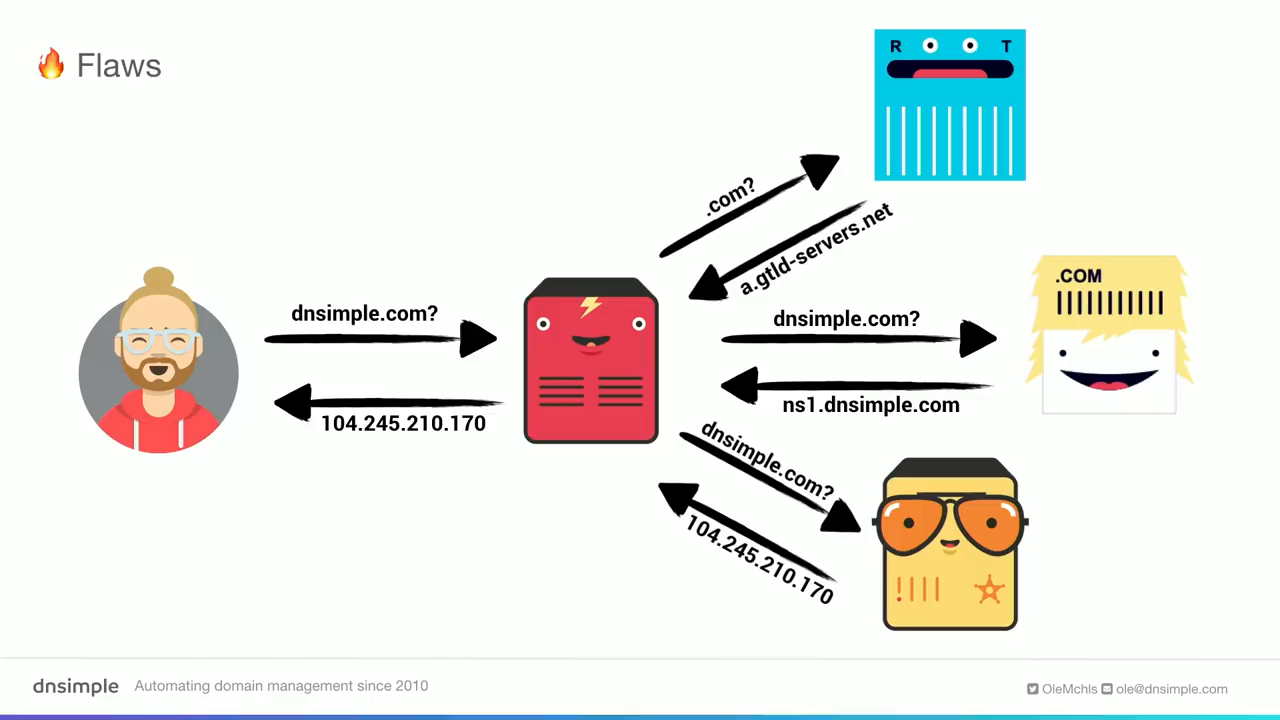 Flaws
R T
.com?
a.gtld-servers.net
.COM
dnsimple.com?
104.245.210.170
dnsimple.com?
ns1.dnsimple.com
dnsimple.com?
104.245.210.170
dnsimple Automating domain management since 2010
OleMchls ole@dnsimple.com